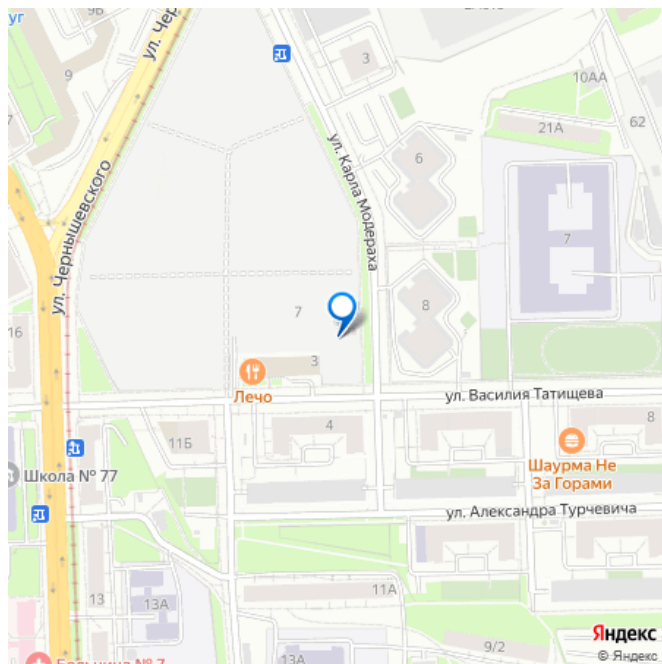 уг
ул. Чер
9
3
10АА
62
21А
7
ул. Чернышевского
ул. Карла Модераха
6
7
16
7
8
3
Лечо
ул. Василия Татищева
4
8
11Б
Школа № 77
Шаурма Не
За Горами
ул. Александра Турчевича
11А
13
13А
Яндекс
13А
9/2
© Яндекс